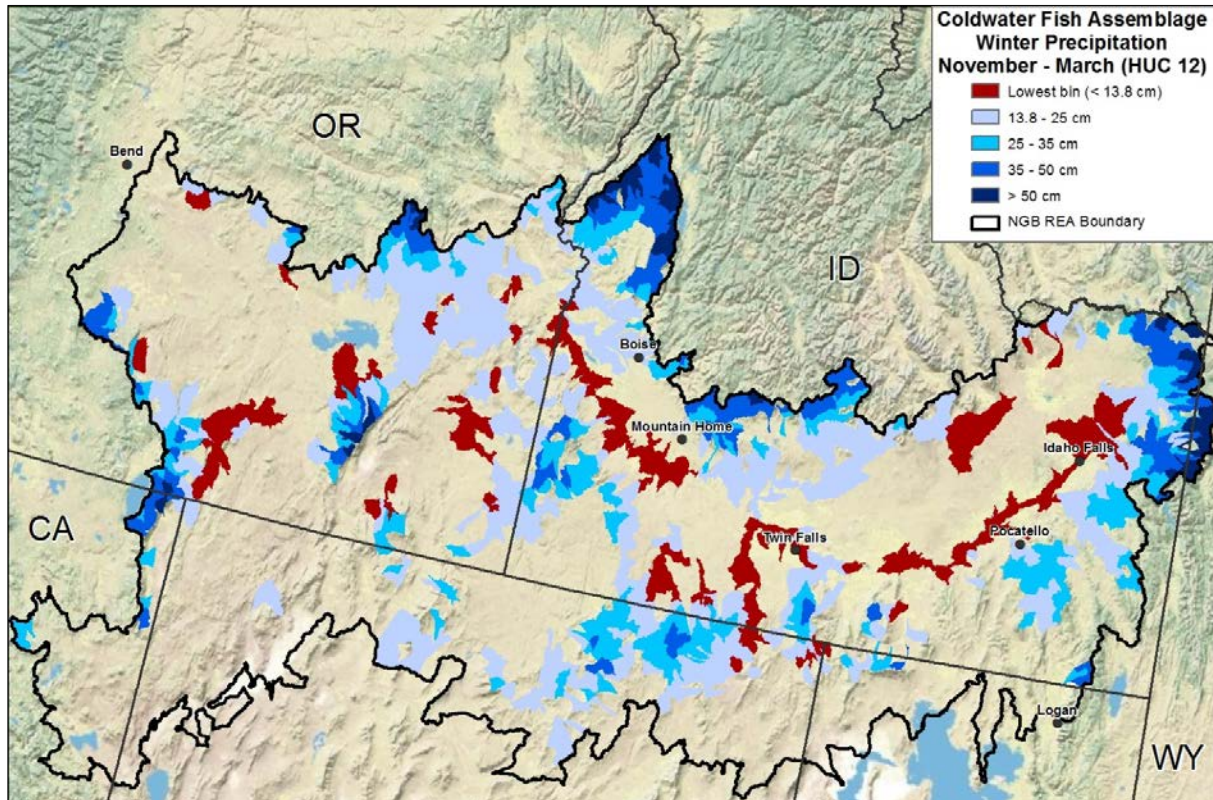 Coldwater Fish Assemblage
Winter Precipitation
November - March (HUC 12)
Lowest bin (< 13.8 cm)
13.8 - 25 cm
25 - 35 cm
35 - 50 cm
> 50 cm
NGB REA Boundary
OR
Bend
ID
Boise
Mountain Home
Idaho Falls
CA
Twin Falls
Pocatello
Logan
WY